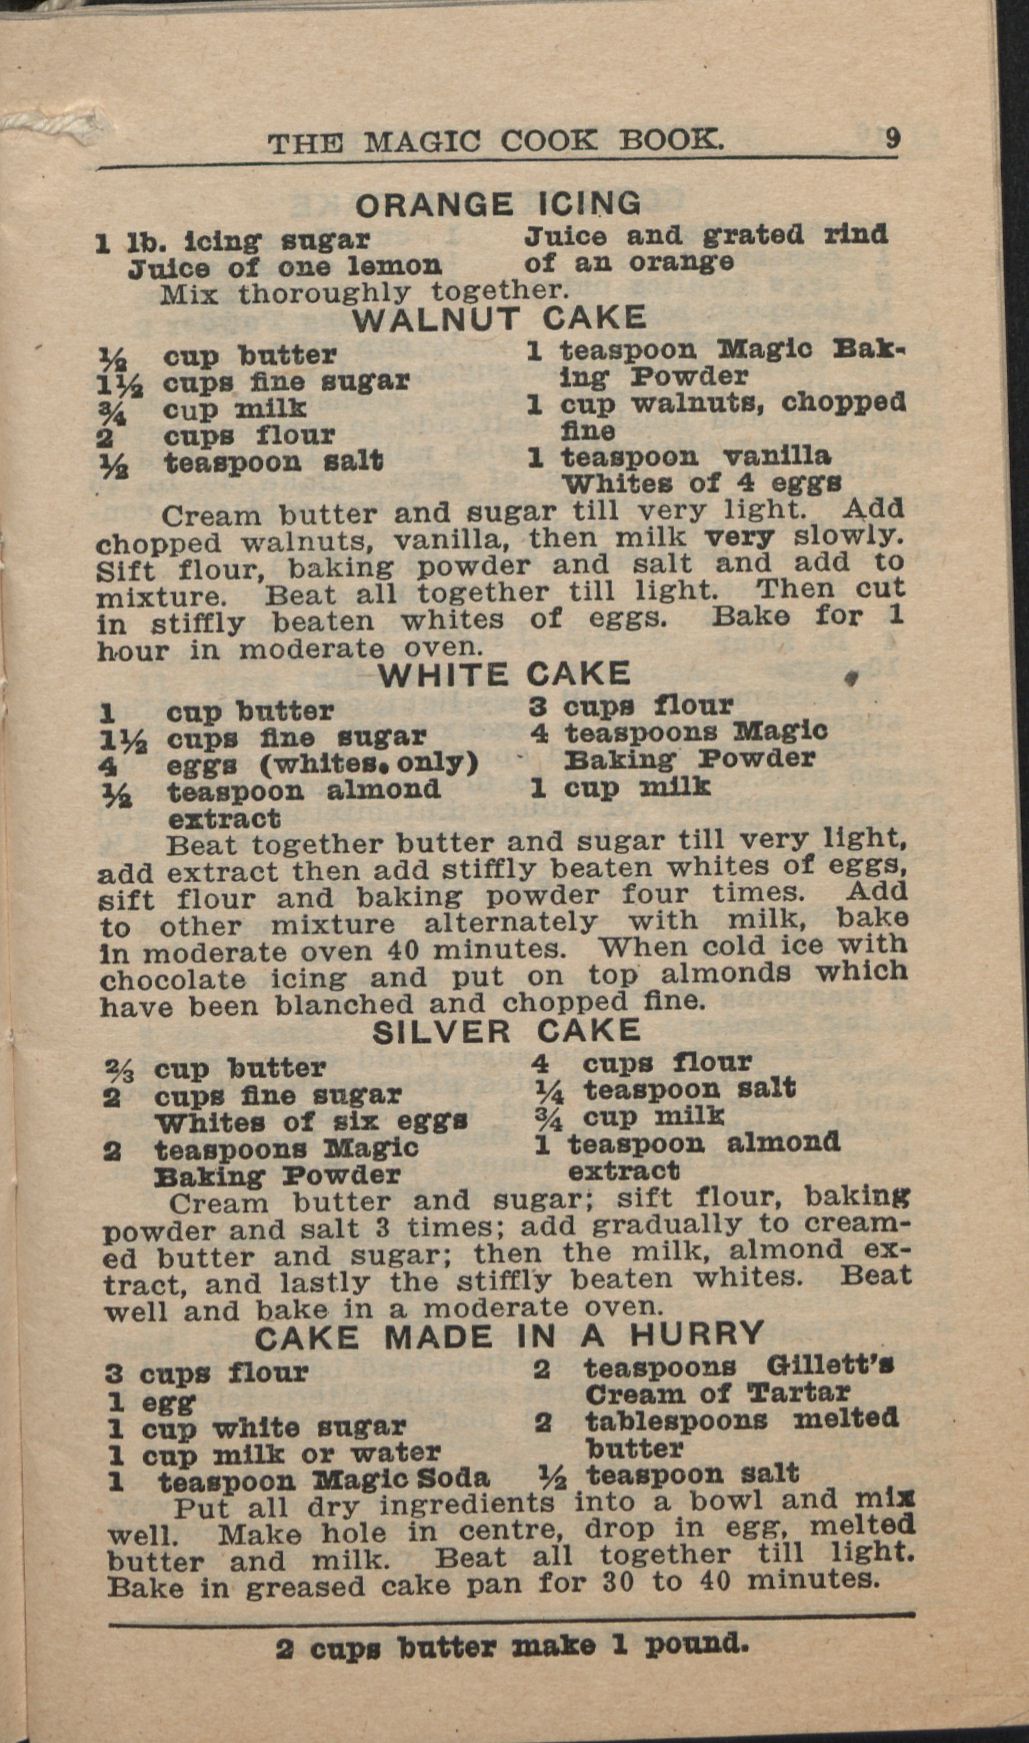 THE MAGIC COOK BOOK. 9
ORANGE ICING
1 lb. icing sugar
Juice of one lemon
Juice and grated rind
of an orange
Mix thoroughly together.
WALNUT CAKE
½ cup butter
1½ cups fine sugar
¾ cup milk
2 cups flour
½ teaspoon salt
1 teaspoon Magic Bak-
ing Powder
1 cup walnuts, chopped
fine
1 teaspoon vanilla
Whites of 4 eggs
Cream butter and sugar till very light. Add
chopped walnuts, vanilla, then milk very slowly.
Sift flour, baking powder and salt and add to
mixture. Beat all together till light. Then cut
in stiffly beaten whites of eggs. Bake for 1
hour in moderate oven.
WHITE CAKE
1 cup butter
1½ cups fine sugar
4 eggs (whites. only)
½ teaspoon almond
extract
3 cups flour
4 teaspoons Magic
Baking Powder
1 cup milk
Beat together butter and sugar till very light,
add extract then add stiffly beaten whites of eggs,
sift flour and baking powder four times. Add
to other mixture alternately with milk, bake
in moderate oven 40 minutes. When cold ice with
chocolate icing and put on top almonds which
have been blanched and chopped fine.
SILVER CAKE
⅔ cup butter
2 cups fine sugar
Whites of six eggs
2 teaspoons Magic
Baking Powder
4 cups flour
¼ teaspoon salt
¾ cup milk
1 teaspoon almond
extract
Cream butter and sugar; sift flour, baking
powder and salt 3 times; add gradually to cream-
ed butter and sugar; then the milk, almond ex-
tract, and lastly the stiffly beaten whites. Beat
well and bake in a moderate oven.
CAKE MADE IN A HURRY
3 cups flour
1 egg
1 cup white sugar
1 cup milk or water
1 teaspoon Magic Soda
2 teaspoons Gillett's
Cream of Tartar
2 tablespoons melted
butter
½ teaspoon salt
Put all dry ingredients into a bowl and mix
well. Make hole in centre, drop in egg, melted
butter and milk. Beat all together till light.
Bake in greased cake pan for 30 to 40 minutes.
2 cups butter make 1 pound.